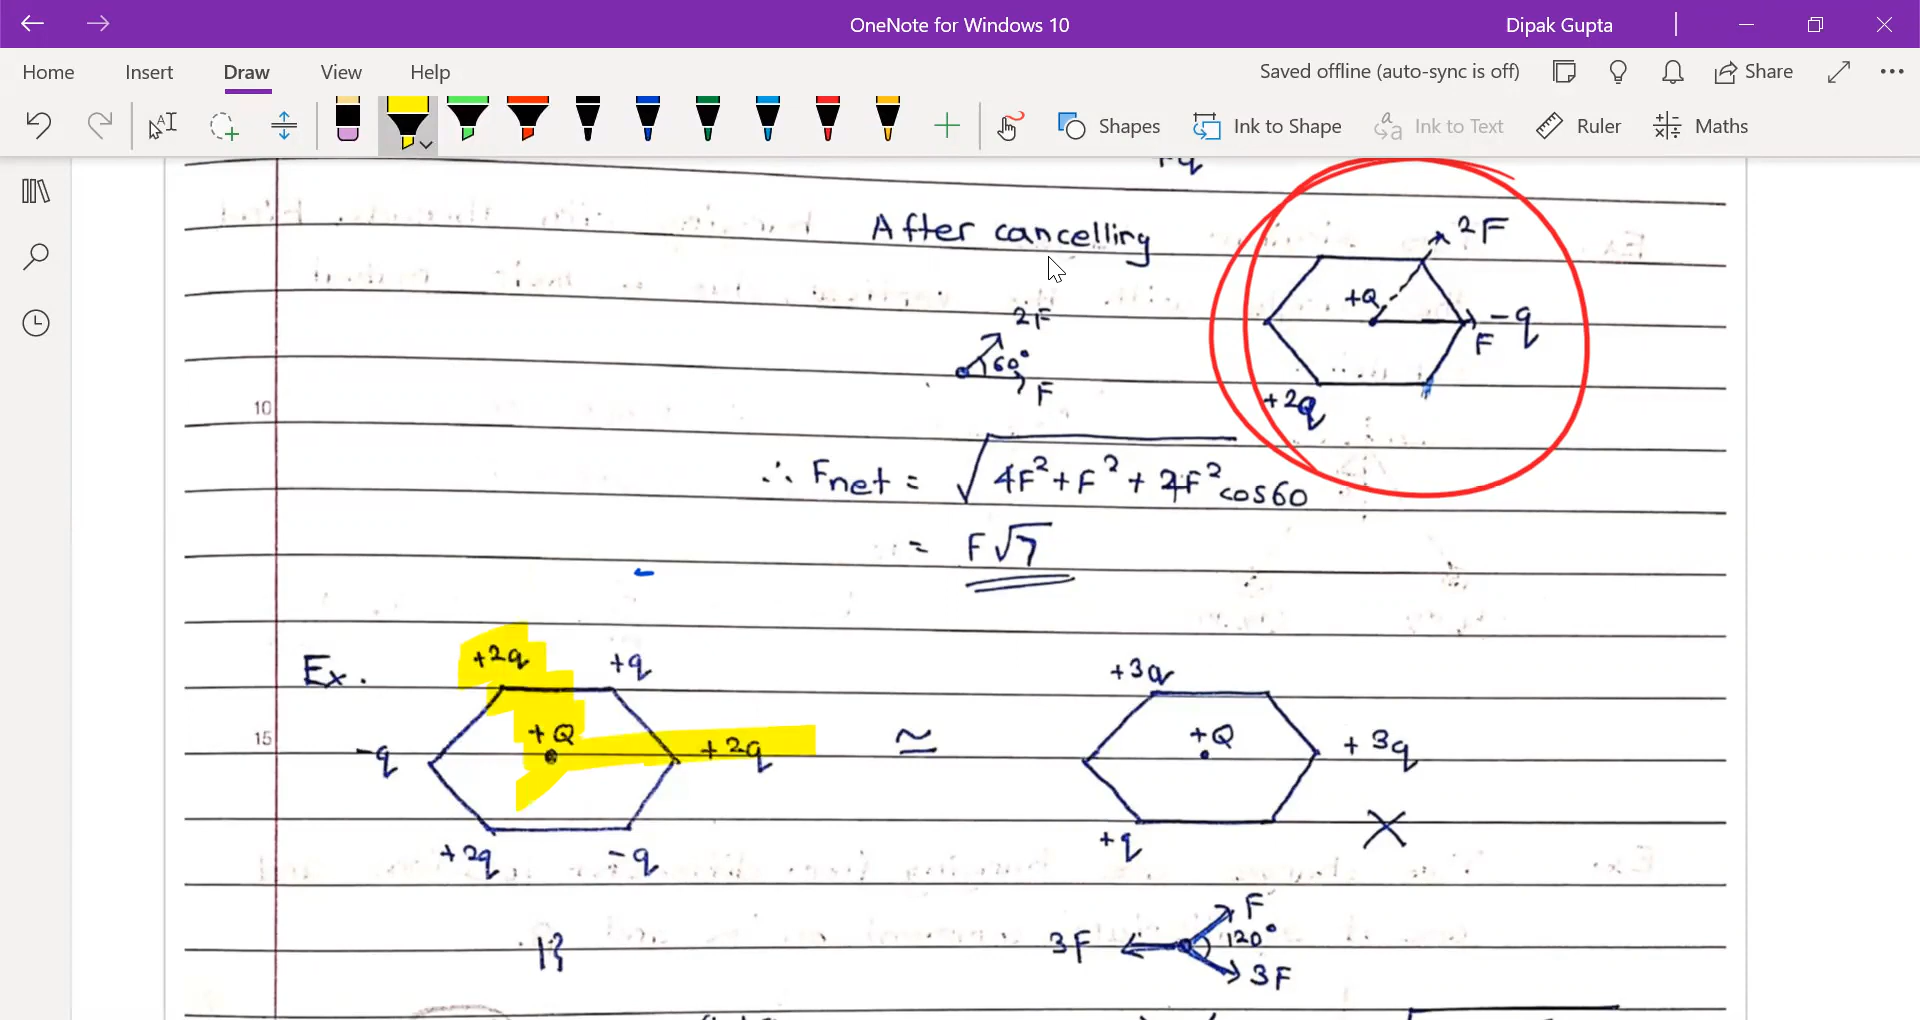 OneNote for Windows 10
Dipak Gupta
Home Insert Draw View Help
Saved offline (auto-sync is off)
Share
Shapes
Ink to Shape
Ink to Text
Ruler
Maths
+q
After cancelling
2F
+Q
-q
F
+2Q
2F
60°
F
10
∴ Fnet = √4F²+F²+4F² cos60
= F√7
Ex.
+2q +q
+Q
-q
+2q
+2q -q
≃
+3q
+Q
+3q
+q
15
F
3F 120°
3F